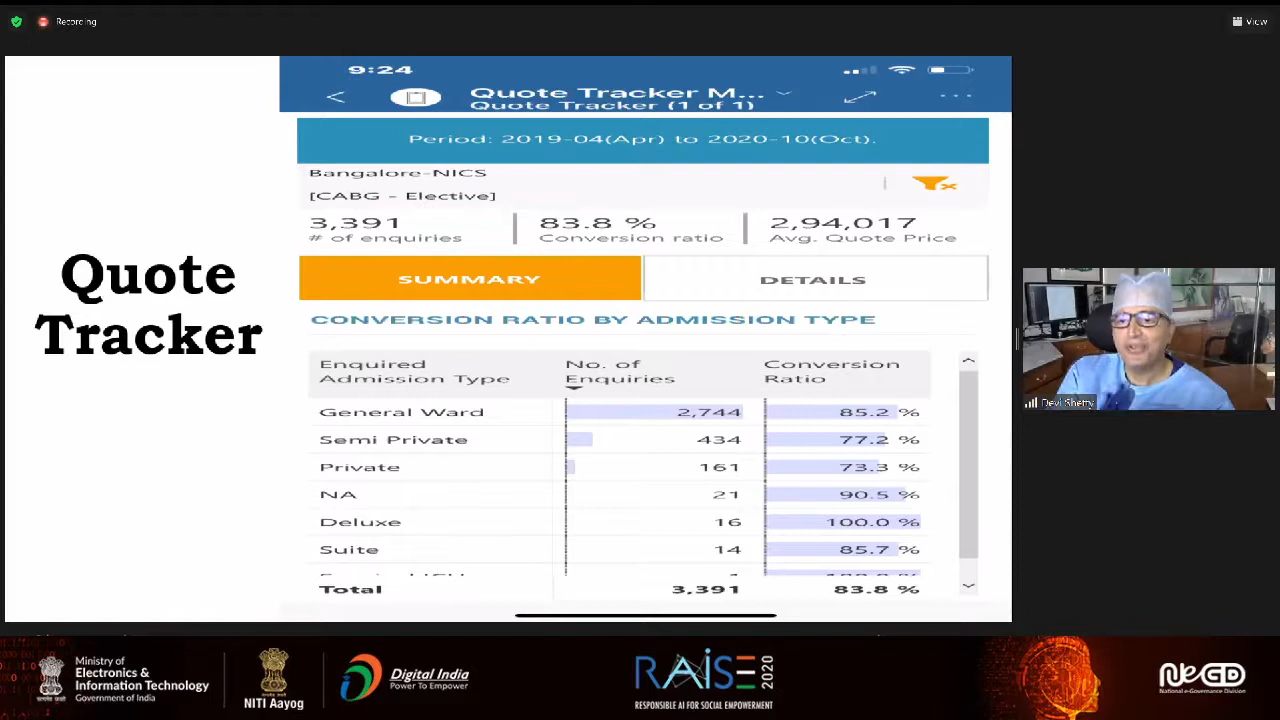 Recording
View
Quote
Tracker
9:24
Quote Tracker M...
Quote Tracker (1 of 1)
Period: 2019-04(Apr) to 2020-10(Oct).
Bangalore-NICS
[CABG - Elective]
3,391 83.8 % 2,94,017
# of enquiries Conversion ratio Avg. Quote Price
SUMMARY DETAILS
CONVERSION RATIO BY ADMISSION TYPE
Enquired No. of Conversion
Admission Type Enquiries Ratio
General Ward 2,744 85.2 %
Semi Private 434 77.2 %
Private 161 73.3 %
NA 21 90.5 %
Deluxe 16 100.0 %
Suite 14 85.7 %
Total 3,391 83.8 %
Devi Shetty
Ministry of
Electronics &
Information Technology
Government of India
NITI Aayog
Digital India
Power To Empower
RAISE 2020
RESPONSIBLE AI FOR SOCIAL EMPOWERMENT
NeGD
National e-Governance Division